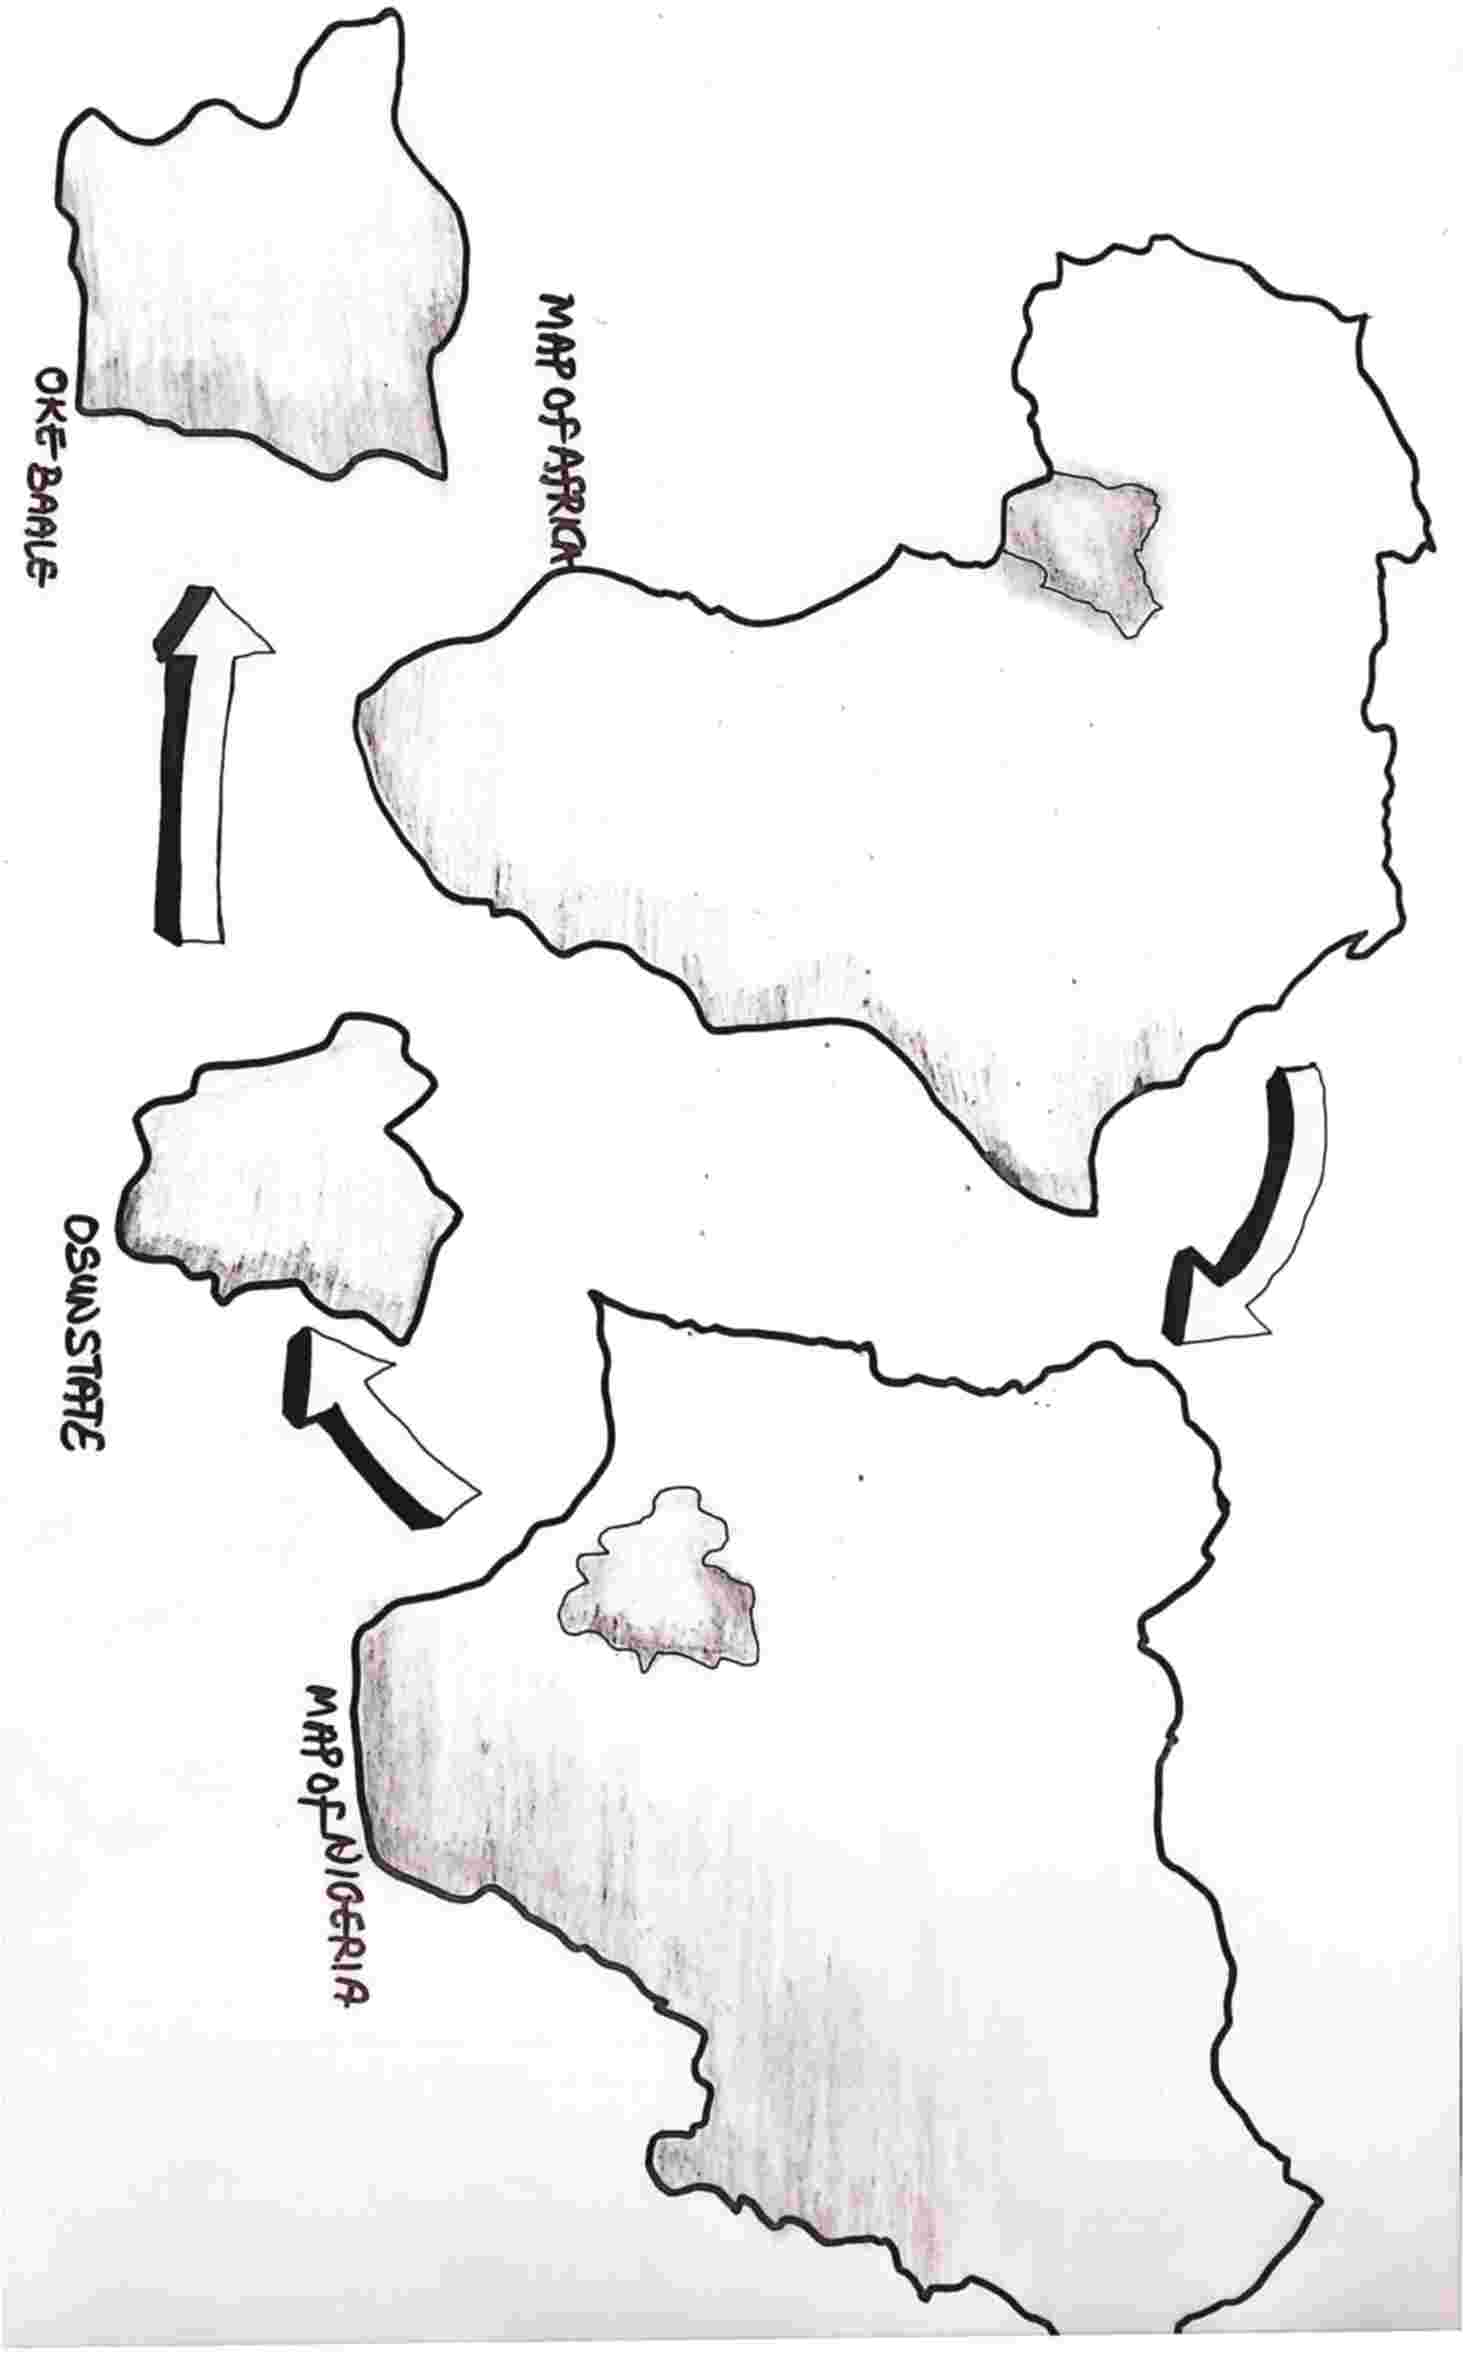 MAP OF AFRICA
MAP OF NIGERIA
OSUN STATE
OKE-BAALE